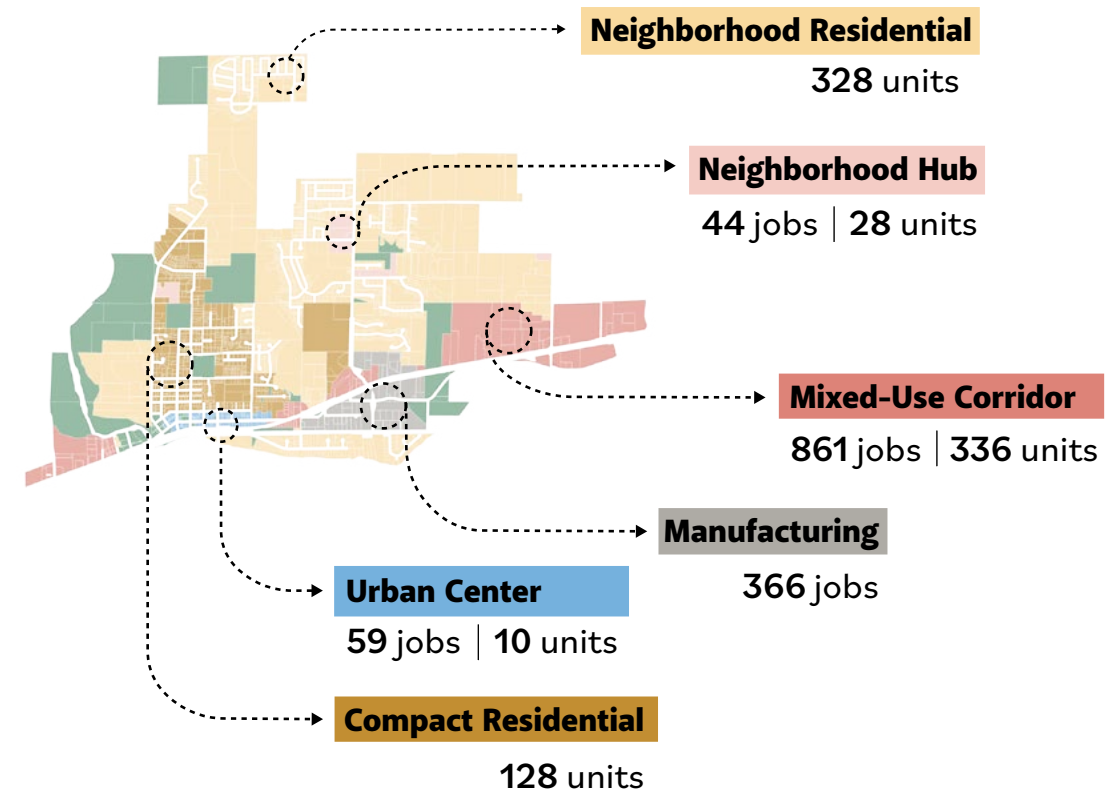 Neighborhood Residential
328 units
Neighborhood Hub
44 jobs | 28 units
Mixed-Use Corridor
861 jobs | 336 units
Manufacturing
366 jobs
Urban Center
59 jobs | 10 units
Compact Residential
128 units